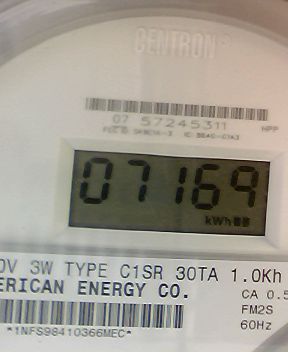 CENTRON
07 57245311 HPP
07169
kWh
0V 3W TYPE C1SR 30TA 1.0Kh
ERICAN ENERGY CO.
CA 0.5
FM2S
*1NFS98410366MEC*
60Hz